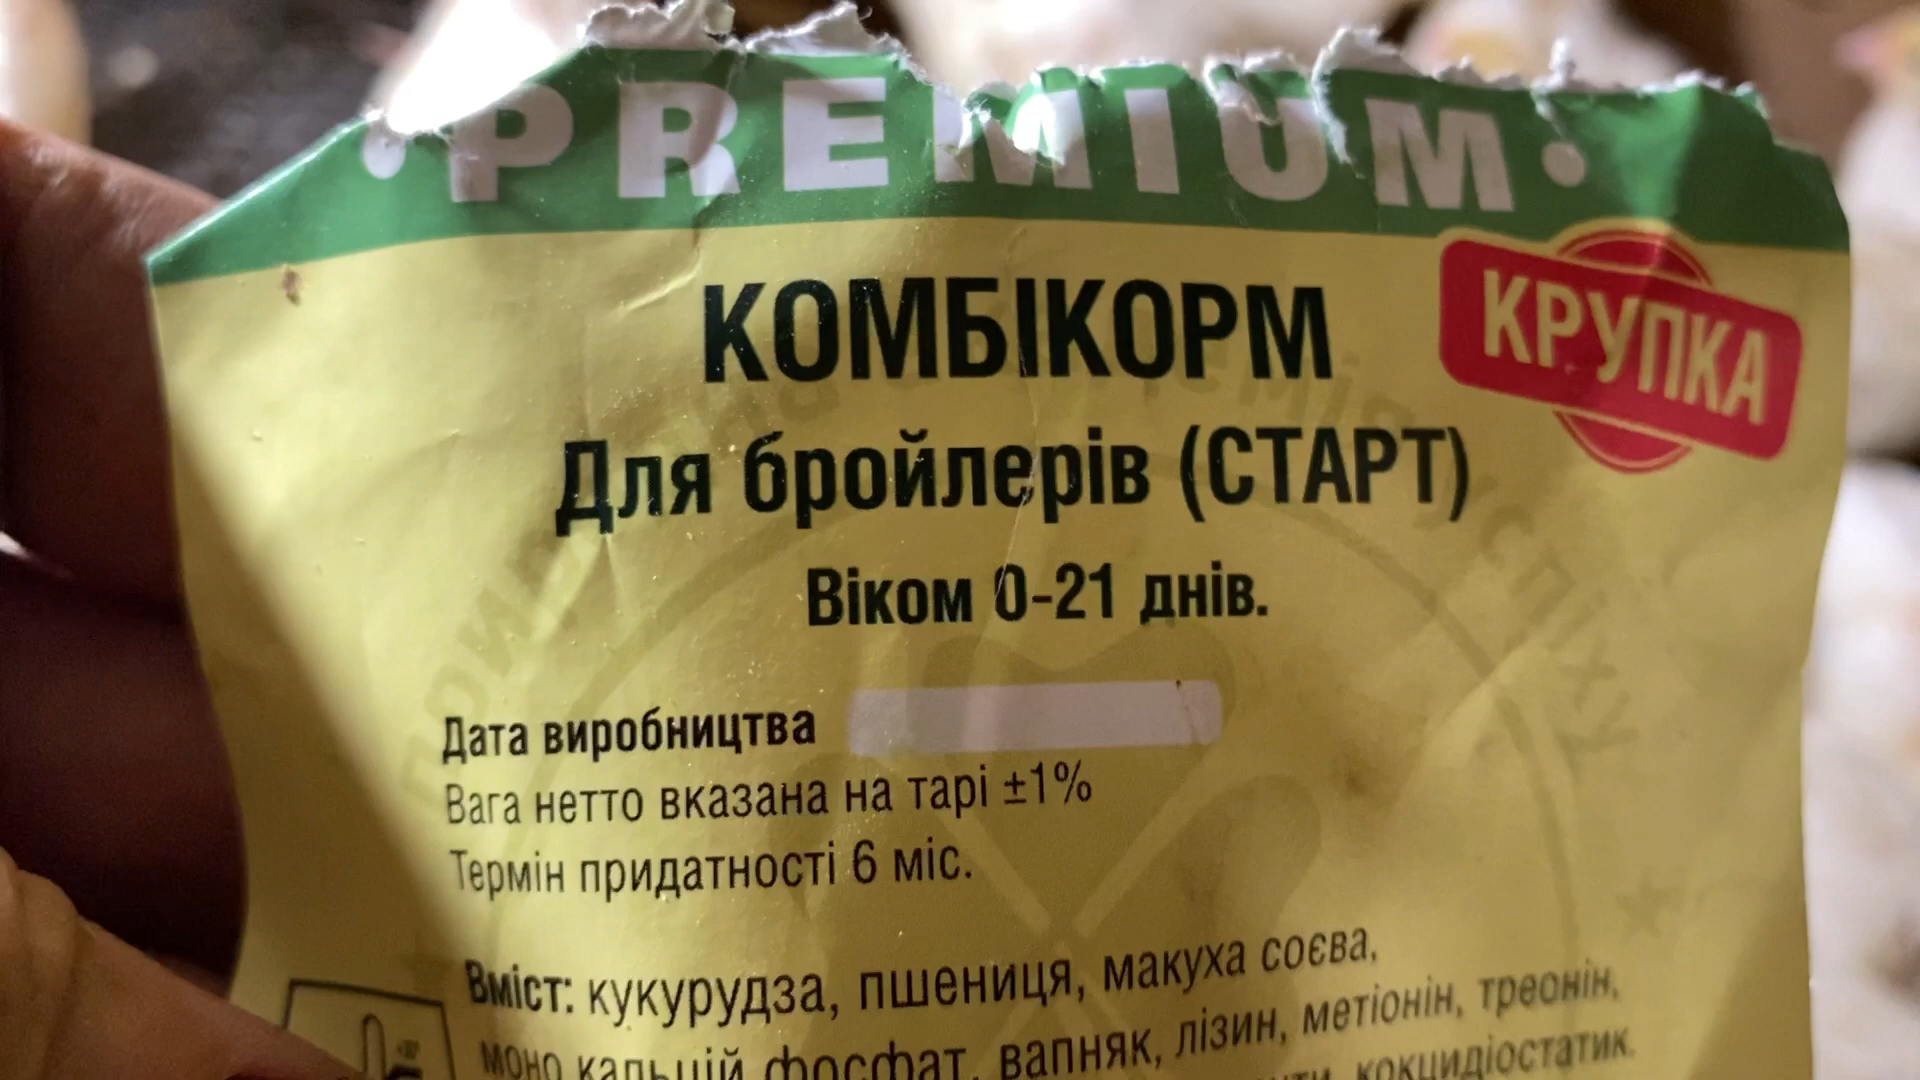 • PREMIUM •
КОМБІКОРМ
КРУПКА
Для бройлерів (СТАРТ)
Віком 0-21 днів.
Дата виробництва
Вага нетто вказана на тарі ±1%
Термін придатності 6 міс.
Вміст: кукурудза, пшениця, макуха соєва,
моно кальцій фосфат, вапняк, лізин, метіонін, треонін,
кокцидіостатик.
успіху